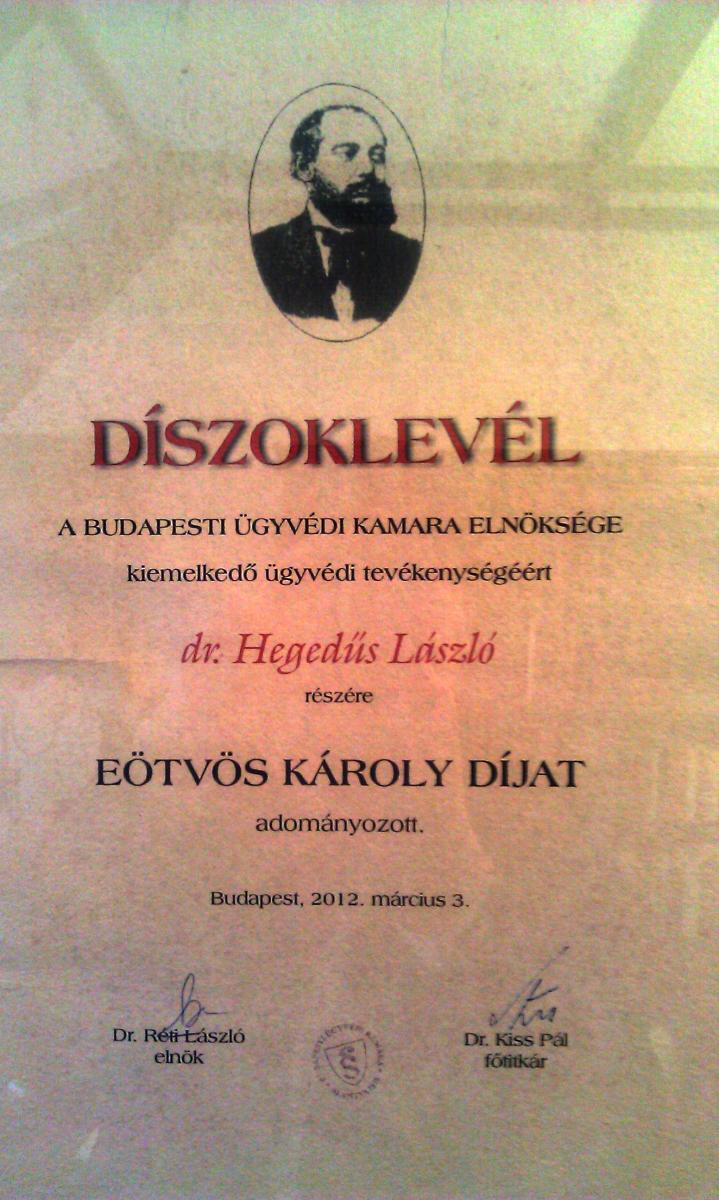 DÍSZOKLEVÉL
A BUDAPESTI ÜGYVÉDI KAMARA ELNÖKSÉGE
kiemelkedő ügyvédi tevékenységéért
dr. Hegedűs László
részére
EÖTVÖS KÁROLY DÍJAT
adományozott.
Budapest, 2012. március 3.
Dr. Réti László
elnök
Dr. Kiss Pál
főtitkár